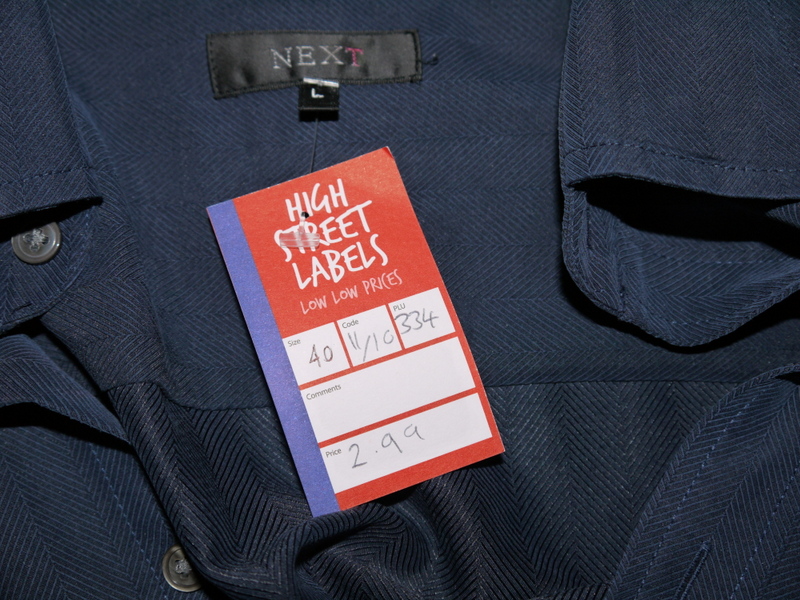 NEXT
L
HIGH
STREET
LABELS
LOW LOW PRICES
Size Code PLU
40 11/10 334
Comments
Price 2.99